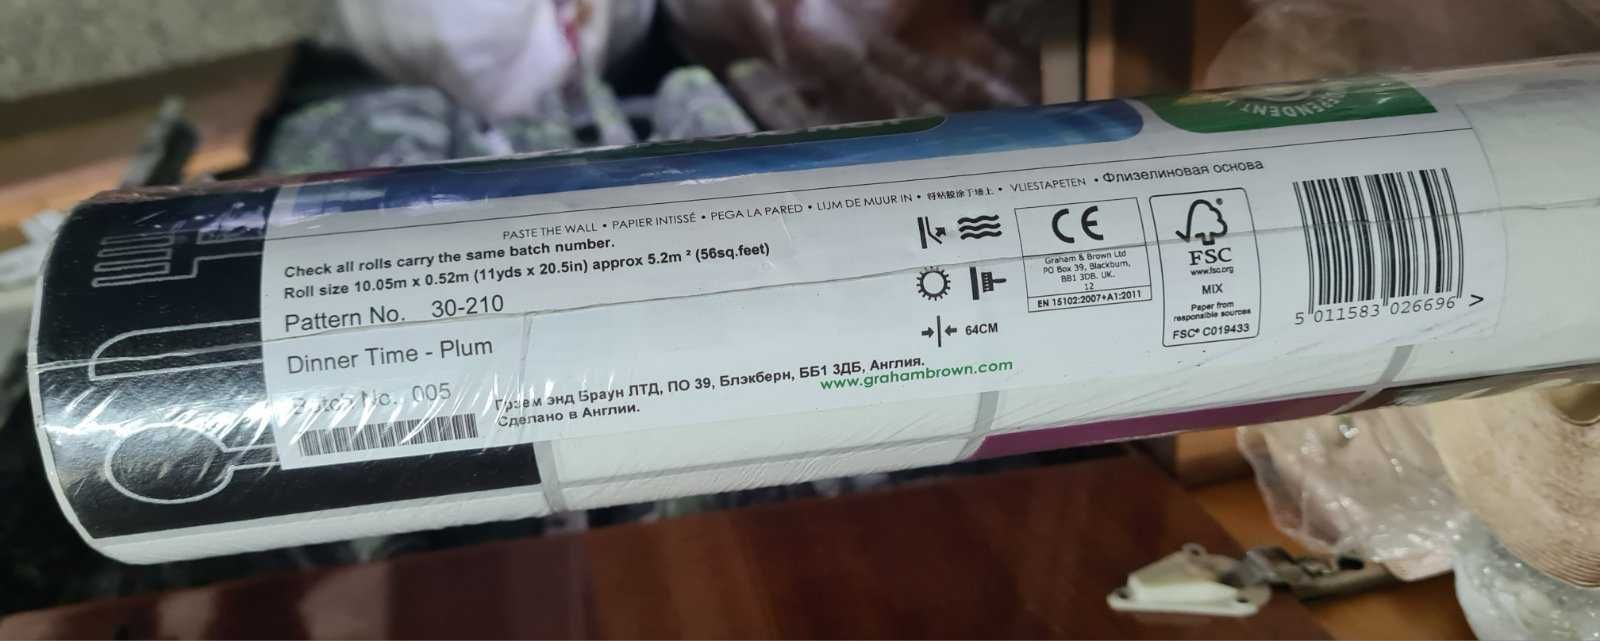 PENDENT
PASTE THE WALL • PAPIER INTISSÉ • PEGA LA PARED • LIJM DE MUUR IN • 将粘胶涂于墙上 • VLIESTAPETEN • Флизелиновая основа
Check all rolls carry the same batch number.
Roll size 10.05m x 0.52m (11yds x 20.5in) approx 5.2m ² (56sq.feet)
Pattern No. 30-210
Dinner Time - Plum
Batch No. 005
Грэем энд Браун ЛТД, ПО 39, Блэкберн, ББ1 3ДБ, Англия.
Сделано в Англии.
www.grahambrown.com
64CM
CE
Graham & Brown Ltd
PO Box 39, Blackburn,
BB1 3DB. UK.
12
EN 15102:2007+A1:2011
FSC
www.fsc.org
MIX
Paper from
responsible sources
FSC® C019433
5 011583 026696 >